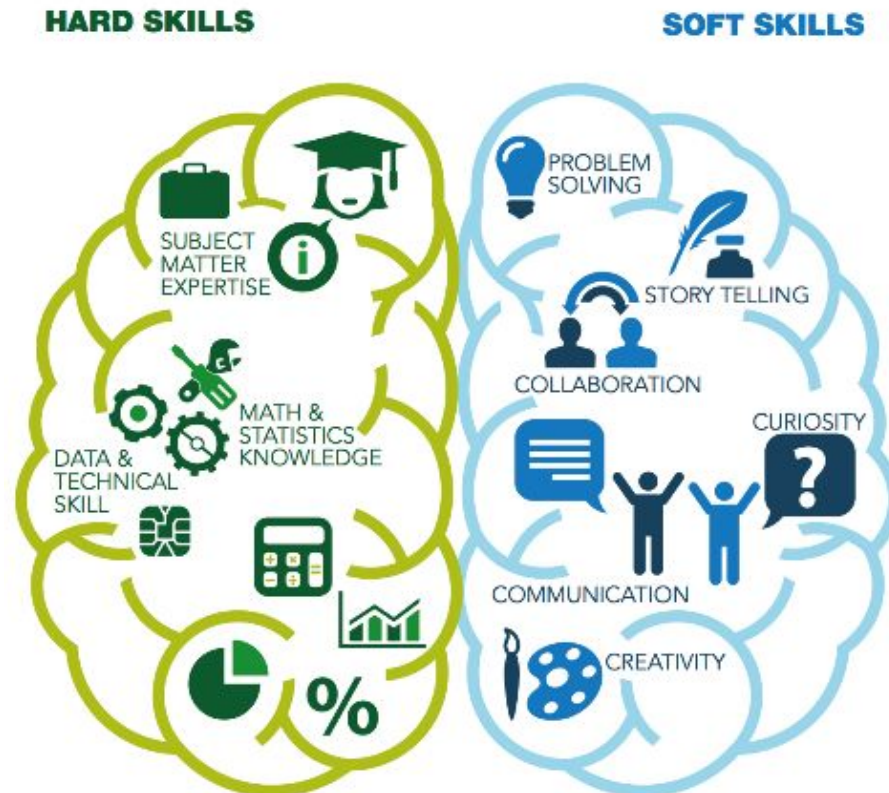 HARD SKILLS
SOFT SKILLS
SUBJECT
MATTER
EXPERTISE
i
MATH &
STATISTICS
KNOWLEDGE
DATA &
TECHNICAL
SKILL
+ ×
− ÷ =
%
PROBLEM
SOLVING
STORY TELLING
COLLABORATION
CURIOSITY
?
COMMUNICATION
CREATIVITY